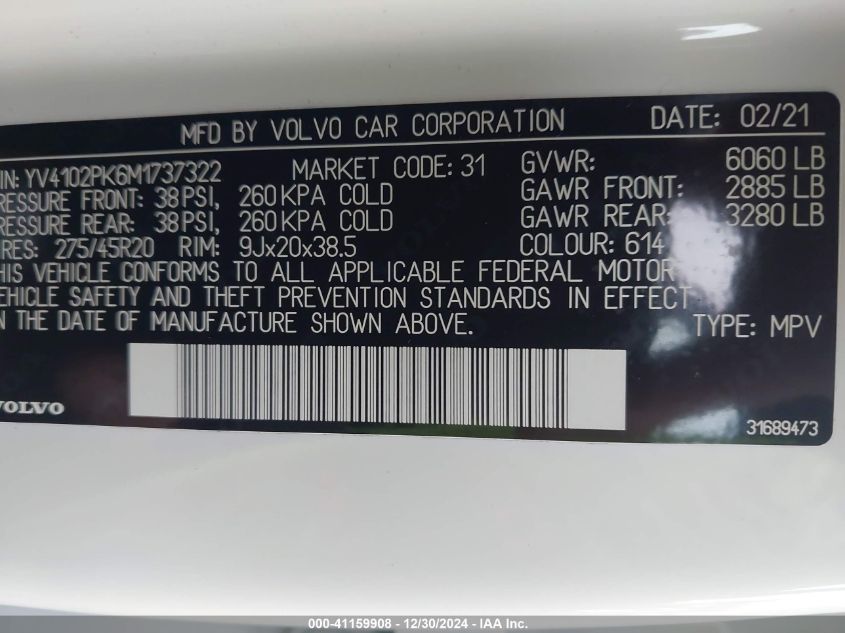 MFD BY VOLVO CAR CORPORATION DATE: 02/21
IN: YV4102PK6M1737322 MARKET CODE: 31 GVWR: 6060 LB
RESSURE FRONT: 38 PSI, 260 KPA COLD GAWR FRONT: 2885 LB
RESSURE REAR: 38 PSI, 260 KPA COLD GAWR REAR: 3280 LB
RES: 275/45R20 RIM: 9Jx20x38.5 COLOUR: 614
HIS VEHICLE CONFORMS TO ALL APPLICABLE FEDERAL MOTOR
EHICLE SAFETY AND THEFT PREVENTION STANDARDS IN EFFECT
N THE DATE OF MANUFACTURE SHOWN ABOVE. TYPE: MPV
VOLVO
31689473
000-41159908 - 12/30/2024 - IAA Inc.